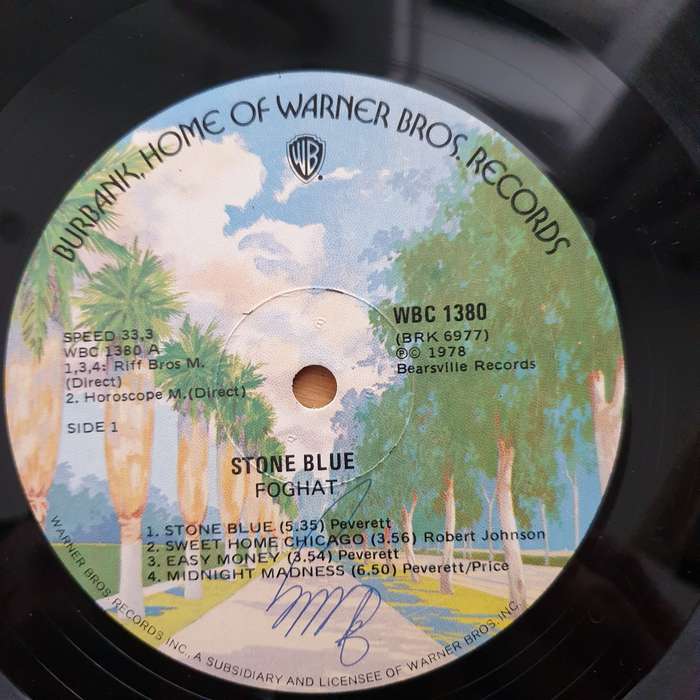 BURBANK, HOME OF WARNER BROS. RECORDS
WB
SPEED 33,3
WBC 1380 A
1,3,4: Riff Bros M.
(Direct)
2. Horoscope M.(Direct)
SIDE 1
WBC 1380
(BRK 6977)
℗© 1978
Bearsville Records
STONE BLUE
FOGHAT
1. STONE BLUE (5.35) Peverett
2. SWEET HOME CHICAGO (3.56) Robert Johnson
3. EASY MONEY (3.54) Peverett
4. MIDNIGHT MADNESS (6.50) Peverett/Price
WARNER BROS. RECORDS INC., A SUBSIDIARY AND LICENSEE OF WARNER BROS. INC.